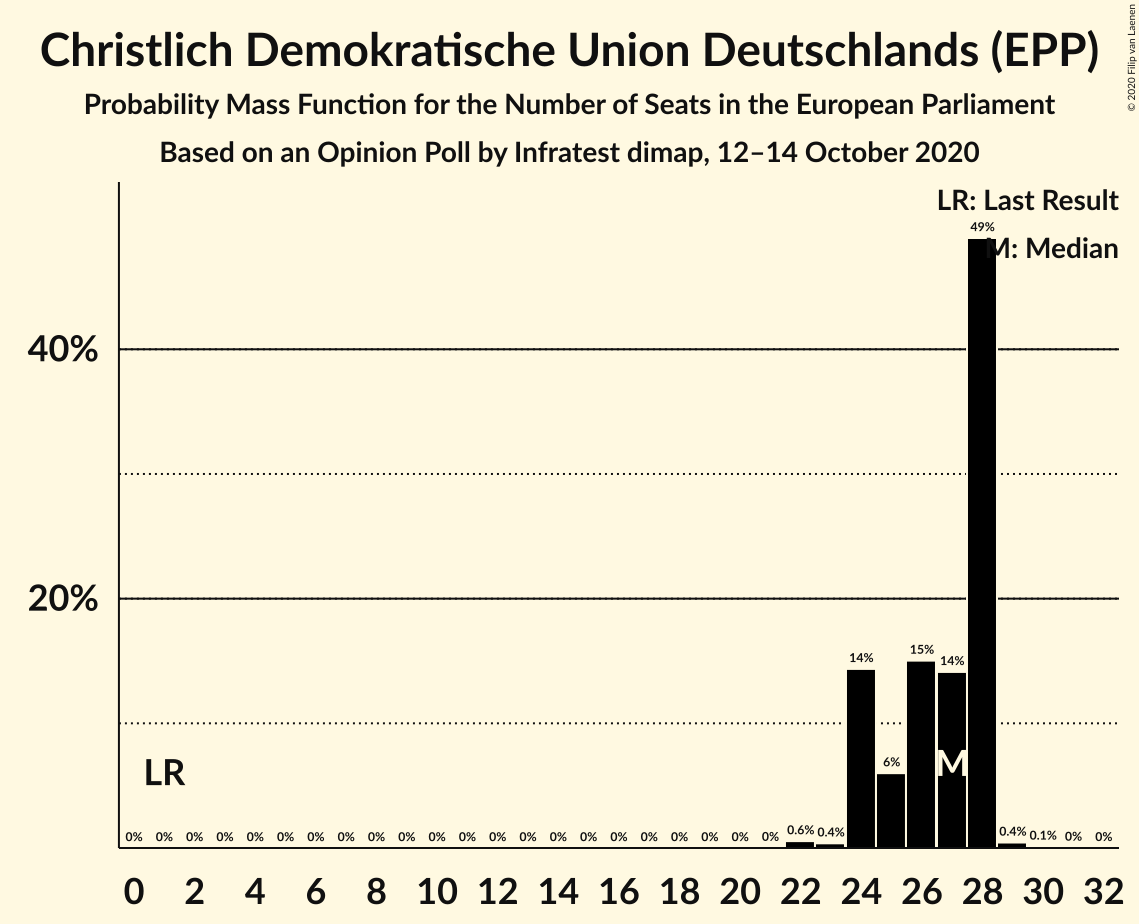 Christlich Demokratische Union Deutschlands (EPP)
Probability Mass Function for the Number of Seats in the European Parliament
Based on an Opinion Poll by Infratest dimap, 12–14 October 2020
© 2020 Filip van Laenen
LR: Last Result
M: Median
49%
40%
20%
14%
15%
14%
6%
M
LR
0% 0% 0% 0% 0% 0% 0% 0% 0% 0% 0% 0% 0% 0% 0% 0% 0% 0% 0% 0% 0% 0% 0.6% 0.4% 0.4% 0.1% 0% 0%
0 2 4 6 8 10 12 14 16 18 20 22 24 26 28 30 32